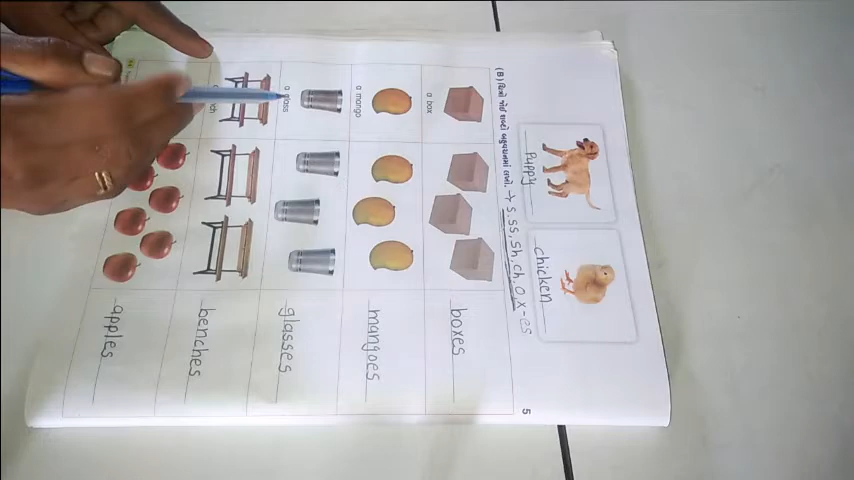 Puppy
chicken
(B) ચિત્રો જોઈ શબ્દો બહુવચનમાં લખો. → s, ss, sh, ch, o, x - es
a box
boxes
a mango
mangoes
a glass
glasses
benches
apples
5